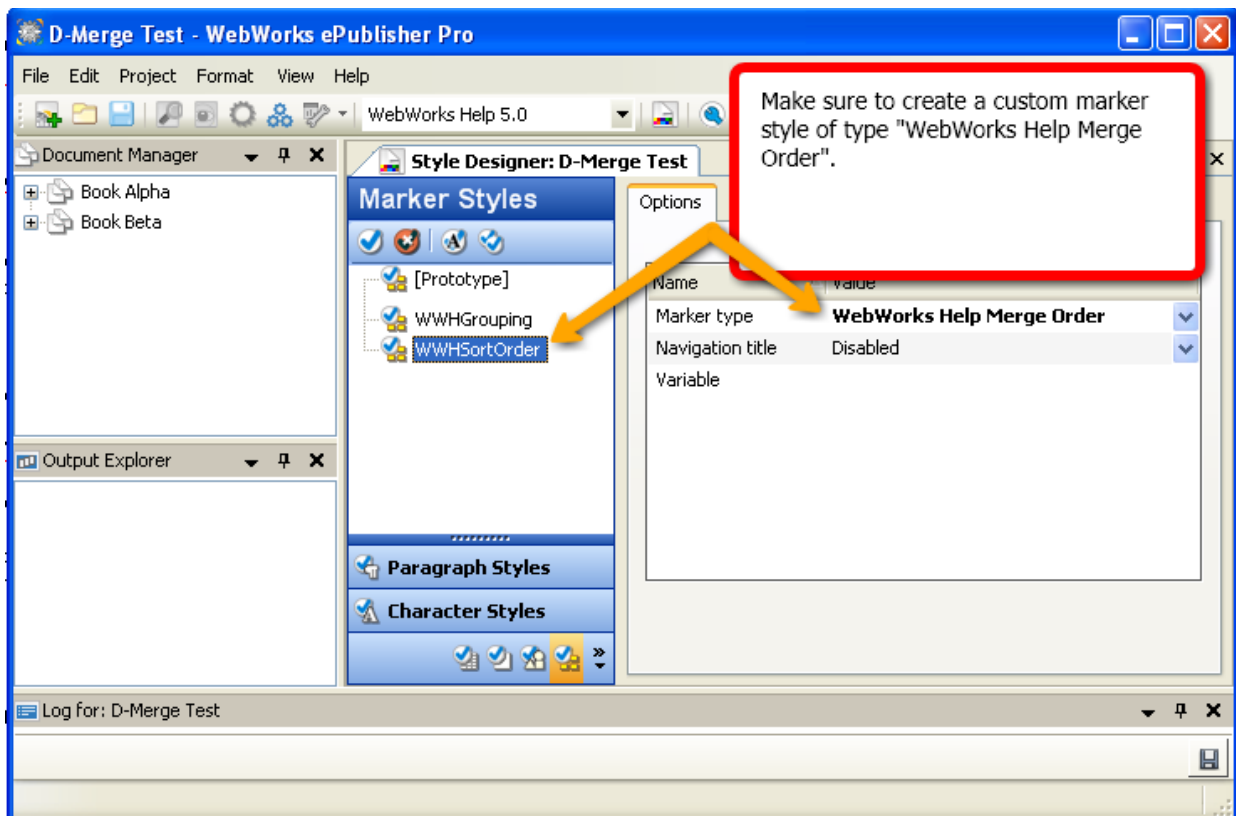 D-Merge Test - WebWorks ePublisher Pro
File Edit Project Format View Help
WebWorks Help 5.0
Make sure to create a custom marker
style of type "WebWorks Help Merge
Order".
Document Manager
Book Alpha
Book Beta
Output Explorer
Style Designer: D-Merge Test
Marker Styles
[Prototype]
WWHGrouping
WWHSortOrder
Paragraph Styles
Character Styles
Options
Name Value
Marker type WebWorks Help Merge Order
Navigation title Disabled
Variable
Log for: D-Merge Test